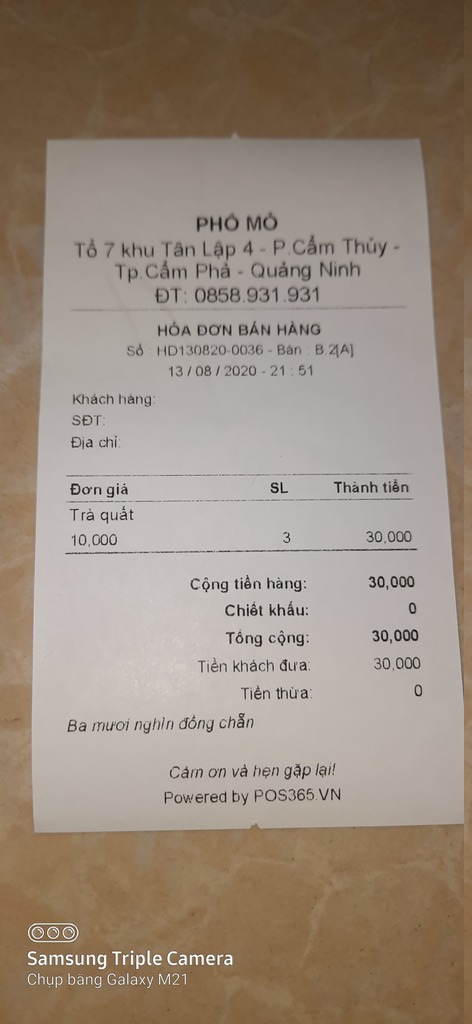 PHỐ MỎ
Tổ 7 khu Tân Lập 4 - P.Cẩm Thủy -
Tp.Cẩm Phả - Quảng Ninh
ĐT: 0858.931.931
HÓA ĐƠN BÁN HÀNG
Số : HD130820-0036 - Bàn : B.2[A]
13 / 08 / 2020 - 21 : 51
Khách hàng:
SĐT:
Địa chỉ:
Đơn giá SL Thành tiền
Trà quất
10,000 3 30,000
Cộng tiền hàng: 30,000
Chiết khấu: 0
Tổng cộng: 30,000
Tiền khách đưa: 30,000
Tiền thừa: 0
Ba mươi nghìn đồng chẵn
Cảm ơn và hẹn gặp lại!
Powered by POS365.VN
Samsung Triple Camera
Chụp bằng Galaxy M21